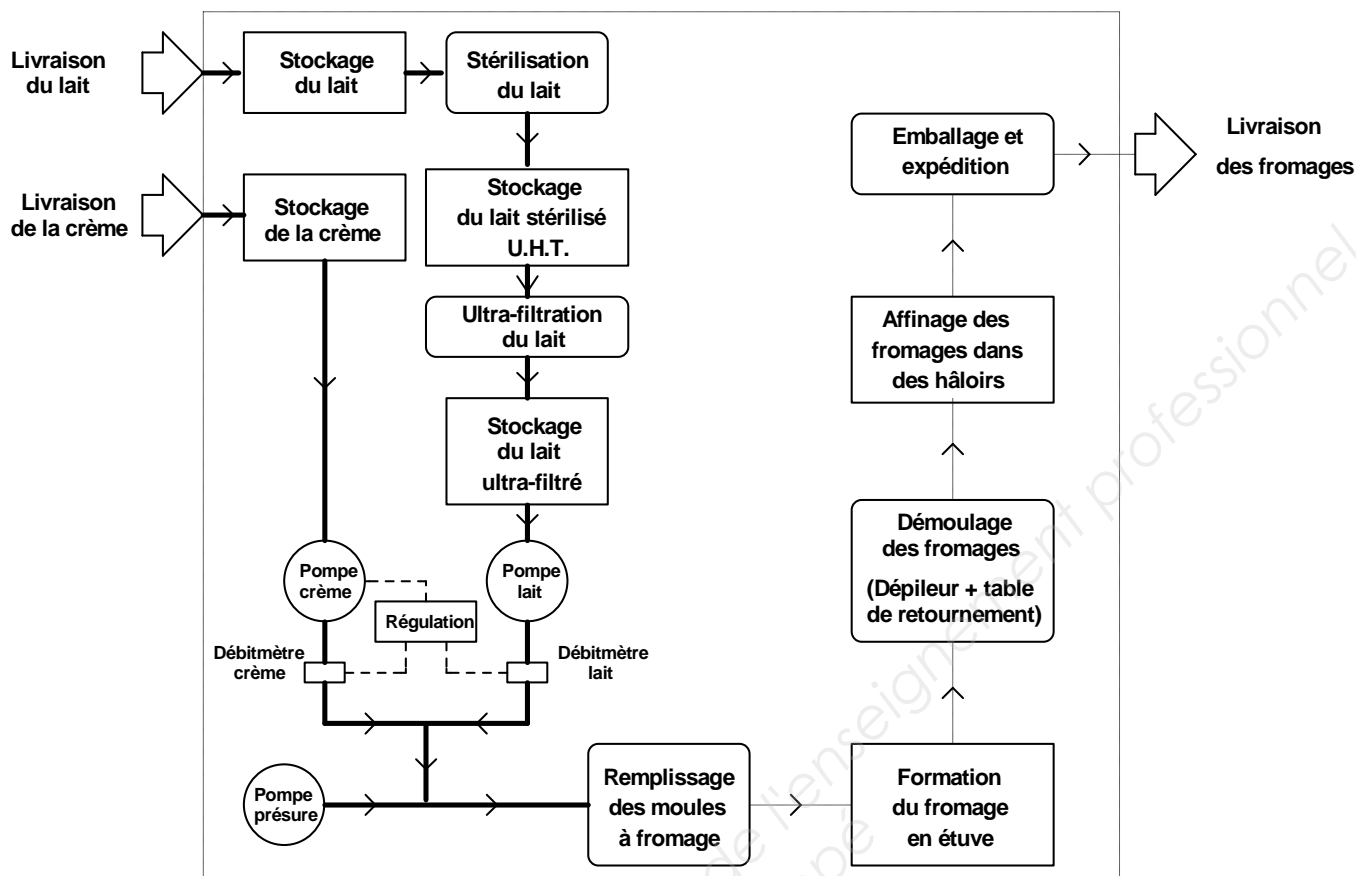 Livraison
du lait
Stockage
du lait
Stérilisation
du lait
Livraison
de la crème
Stockage
de la crème
Stockage
du lait stérilisé
U.H.T.
Ultra-filtration
du lait
Stockage
du lait
ultra-filtré
Pompe
crème
Régulation
Pompe
lait
Débitmètre
crème
Débitmètre
lait
Pompe
présure
Remplissage
des moules
à fromage
Formation
du fromage
en étuve
Démoulage
des fromages
(Dépileur + table
de retournement)
Affinage des
fromages dans
des hâloirs
Emballage et
expédition
Livraison
des fromages
de l'enseignement professionnel